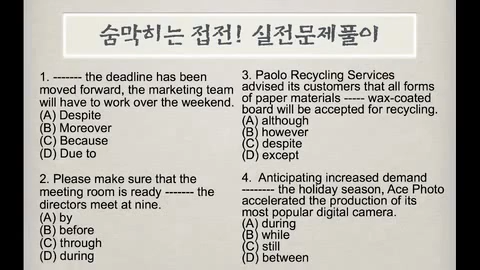 숨막히는 접전! 실전문제풀이
1. ------- the deadline has been
moved forward, the marketing team
will have to work over the weekend.
(A) Despite
(B) Moreover
(C) Because
(D) Due to
2. Please make sure that the
meeting room is ready ------- the
directors meet at nine.
(A) by
(B) before
(C) through
(D) during
3. Paolo Recycling Services
advised its customers that all forms
of paper materials ----- wax-coated
board will be accepted for recycling.
(A) although
(B) however
(C) despite
(D) except
4. Anticipating increased demand
-------- the holiday season, Ace Photo
accelerated the production of its
most popular digital camera.
(A) during
(B) while
(C) still
(D) between